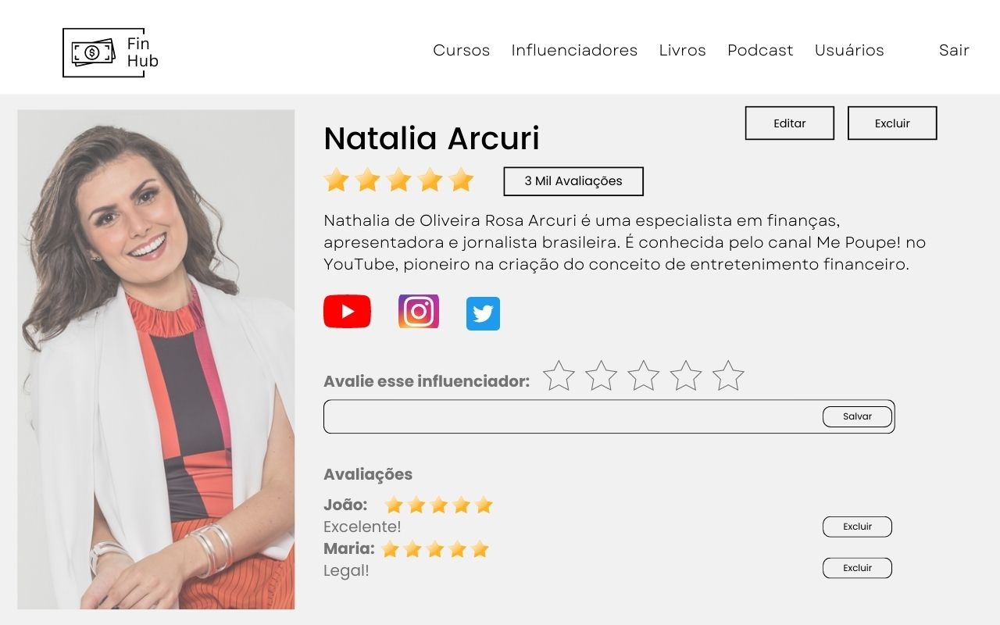 Fin
Hub
Cursos Influenciadores Livros Podcast Usuários Sair
Editar Excluir
Natalia Arcuri
3 Mil Avaliações
Nathalia de Oliveira Rosa Arcuri é uma especialista em finanças,
apresentadora e jornalista brasileira. É conhecida pelo canal Me Poupe! no
YouTube, pioneiro na criação do conceito de entretenimento financeiro.
Avalie esse influenciador:
Salvar
Avaliações
João:
Excelente! Excluir
Maria:
Legal! Excluir